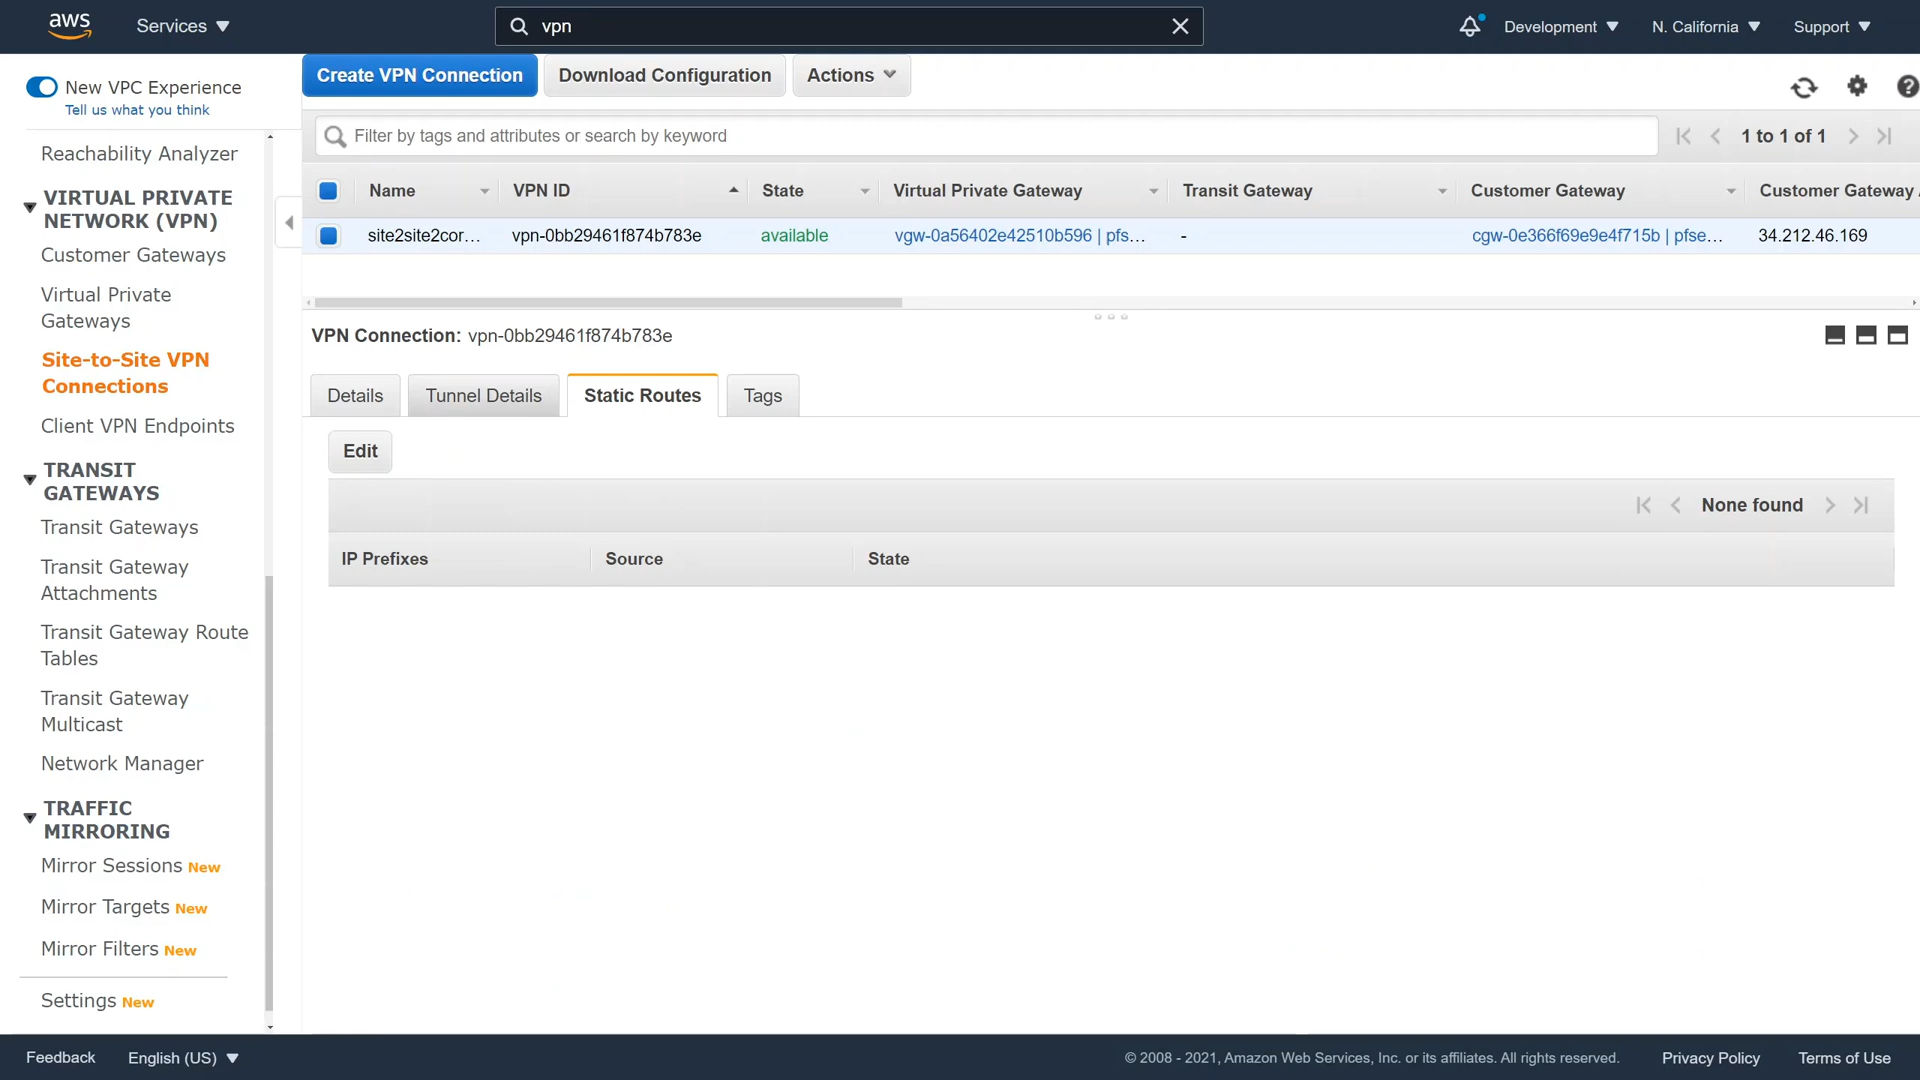 aws
Services
vpn
Development
N. California
Support
New VPC Experience
Tell us what you think
Reachability Analyzer
VIRTUAL PRIVATE
NETWORK (VPN)
Customer Gateways
Virtual Private
Gateways
Site-to-Site VPN
Connections
Client VPN Endpoints
TRANSIT
GATEWAYS
Transit Gateways
Transit Gateway
Attachments
Transit Gateway Route
Tables
Transit Gateway
Multicast
Network Manager
TRAFFIC
MIRRORING
Mirror Sessions New
Mirror Targets New
Mirror Filters New
Settings New
Create VPN Connection
Download Configuration
Actions
Filter by tags and attributes or search by keyword
1 to 1 of 1
Name VPN ID State Virtual Private Gateway Transit Gateway Customer Gateway Customer Gateway
site2site2cor... vpn-0bb29461f874b783e available vgw-0a56402e42510b596 | pfs... - cgw-0e366f69e9e4f715b | pfse... 34.212.46.169
VPN Connection: vpn-0bb29461f874b783e
Details
Tunnel Details
Static Routes
Tags
Edit
None found
IP Prefixes Source State
Feedback
English (US)
© 2008 - 2021, Amazon Web Services, Inc. or its affiliates. All rights reserved.
Privacy Policy
Terms of Use